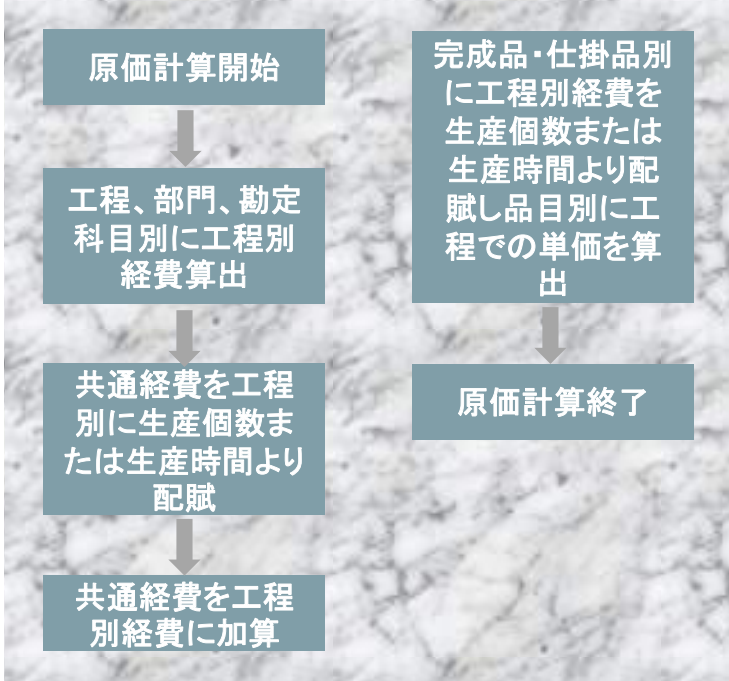 原価計算開始
工程、部門、勘定
科目別に工程別
経費算出
共通経費を工程
別に生産個数ま
たは生産時間より
配賦
共通経費を工程
別経費に加算
完成品・仕掛品別
に工程別経費を
生産個数または
生産時間より配
賦し品目別に工
程での単価を算
出
原価計算終了